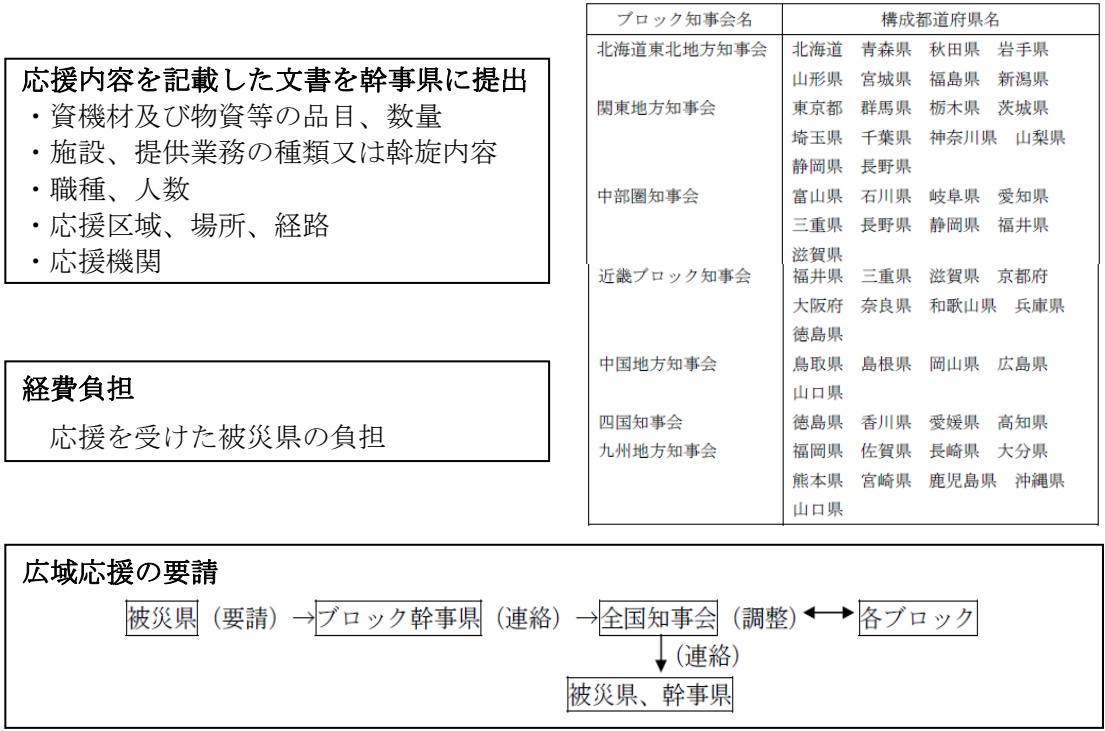 応援内容を記載した文書を幹事県に提出
・資機材及び物資等の品目、数量
・施設、提供業務の種類又は斡旋内容
・職種、人数
・応援区域、場所、経路
・応援機関
経費負担
応援を受けた被災県の負担
ブロック知事会名 構成都道府県名
北海道東北地方知事会 北海道 青森県 秋田県 岩手県
山形県 宮城県 福島県 新潟県
関東地方知事会 東京都 群馬県 栃木県 茨城県
埼玉県 千葉県 神奈川県 山梨県
静岡県 長野県
中部圏知事会 富山県 石川県 岐阜県 愛知県
三重県 長野県 静岡県 福井県
滋賀県
近畿ブロック知事会 福井県 三重県 滋賀県 京都府
大阪府 奈良県 和歌山県 兵庫県
徳島県
中国地方知事会 鳥取県 島根県 岡山県 広島県
山口県
四国知事会 徳島県 香川県 愛媛県 高知県
九州地方知事会 福岡県 佐賀県 長崎県 大分県
熊本県 宮崎県 鹿児島県 沖縄県
山口県
広域応援の要請
被災県（要請）→ブロック幹事県（連絡）→全国知事会（調整）↔各ブロック
↓（連絡）
被災県、幹事県